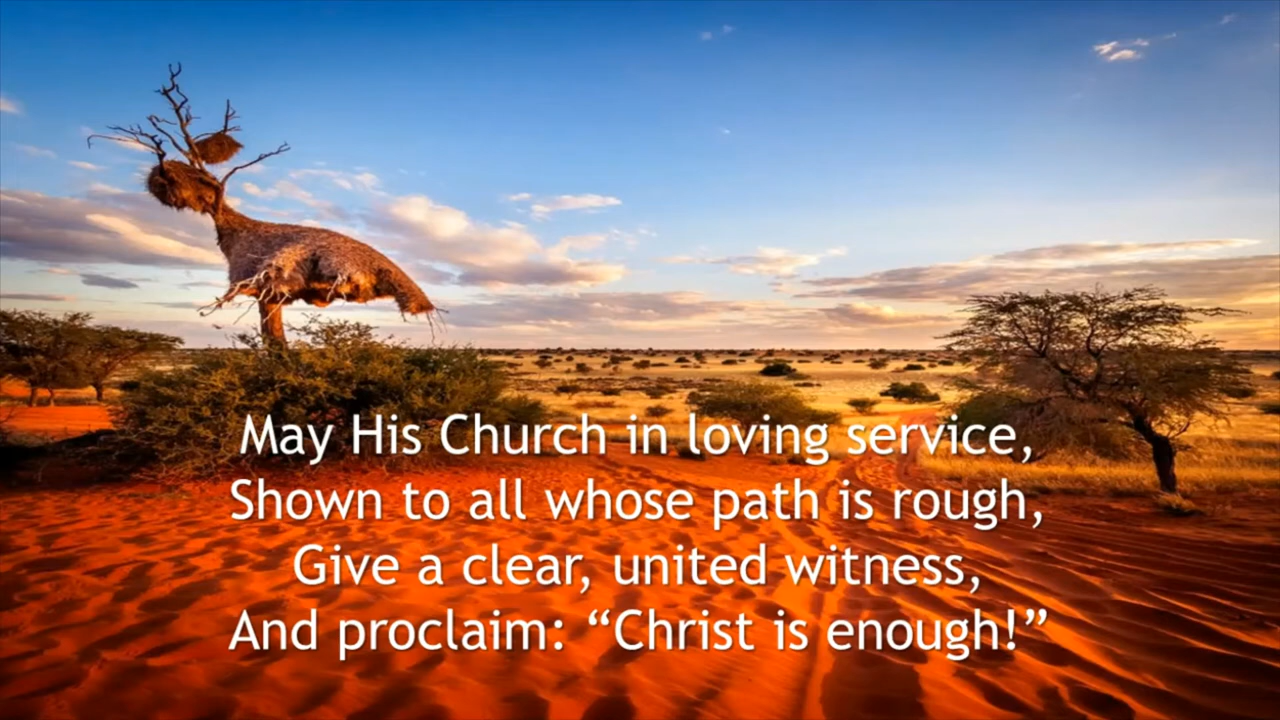 May His Church in loving service,
Shown to all whose path is rough,
Give a clear, united witness,
And proclaim: “Christ is enough!”